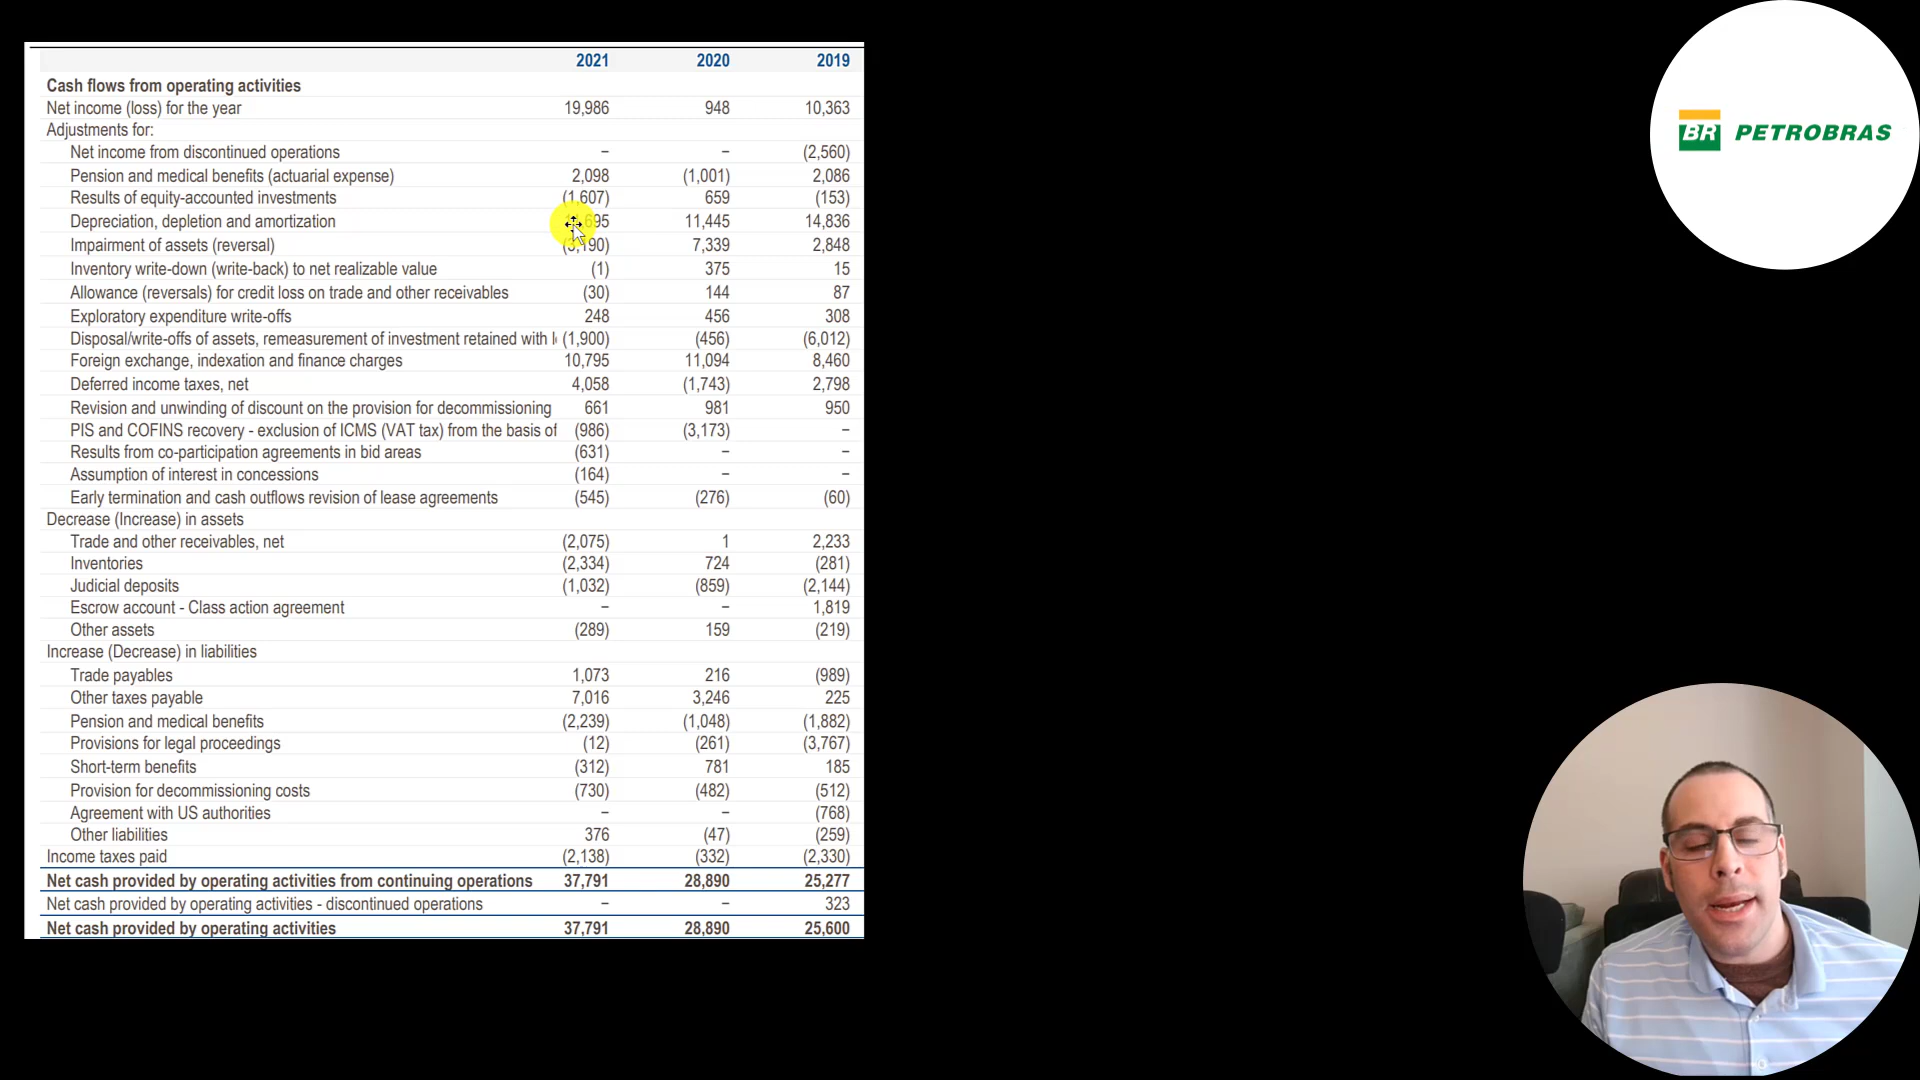 2021 2020 2019
Cash flows from operating activities
Net income (loss) for the year 19,986 948 10,363
Adjustments for:
Net income from discontinued operations – – (2,560)
Pension and medical benefits (actuarial expense) 2,098 (1,001) 2,086
Results of equity-accounted investments (1,607) 659 (153)
Depreciation, depletion and amortization 11,445 14,836
Impairment of assets (reversal) (3,190) 7,339 2,848
Inventory write-down (write-back) to net realizable value (1) 375 15
Allowance (reversals) for credit loss on trade and other receivables (30) 144 87
Exploratory expenditure write-offs 248 456 308
Disposal/write-offs of assets, remeasurement of investment retained with (1,900) (456) (6,012)
Foreign exchange, indexation and finance charges 10,795 11,094 8,460
Deferred income taxes, net 4,058 (1,743) 2,798
Revision and unwinding of discount on the provision for decommissioning 661 981 950
PIS and COFINS recovery - exclusion of ICMS (VAT tax) from the basis of (986) (3,173) –
Results from co-participation agreements in bid areas (631) – –
Assumption of interest in concessions (164) – –
Early termination and cash outflows revision of lease agreements (545) (276) (60)
Decrease (Increase) in assets
Trade and other receivables, net (2,075) 1 2,233
Inventories (2,334) 724 (281)
Judicial deposits (1,032) (859) (2,144)
Escrow account - Class action agreement – – 1,819
Other assets (289) 159 (219)
Increase (Decrease) in liabilities
Trade payables 1,073 216 (989)
Other taxes payable 7,016 3,246 225
Pension and medical benefits (2,239) (1,048) (1,882)
Provisions for legal proceedings (12) (261) (3,767)
Short-term benefits (312) 781 185
Provision for decommissioning costs (730) (482) (512)
Agreement with US authorities – – (768)
Other liabilities 376 (47) (259)
Income taxes paid (2,138) (332) (2,330)
Net cash provided by operating activities from continuing operations 37,791 28,890 25,277
Net cash provided by operating activities - discontinued operations – – 323
Net cash provided by operating activities 37,791 28,890 25,600
BR PETROBRAS